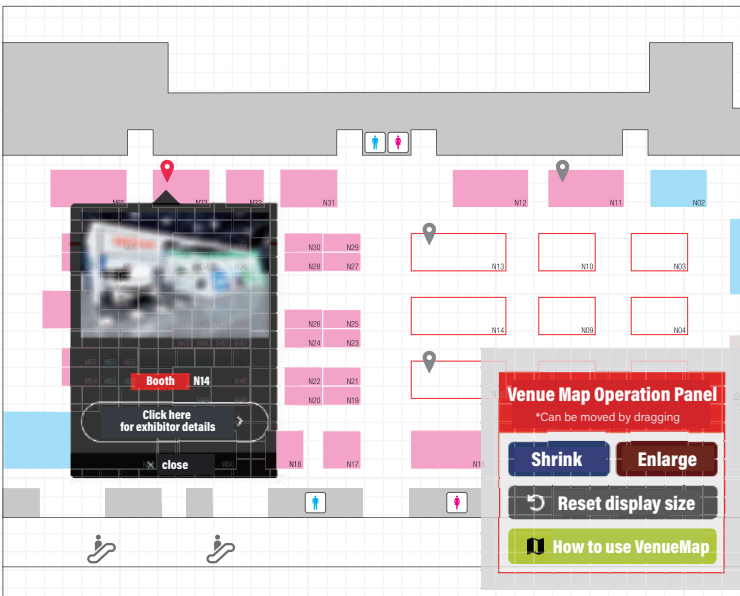 N33
N32
N31
N12
N11
N02
N30
N29
N13
N10
N03
N28
N27
N26
N25
N14
N09
N04
N24
N23
N22
N21
N20
N19
N18
N17
Booth N14
Click here
for exhibitor details
close
Venue Map Operation Panel
*Can be moved by dragging
Shrink
Enlarge
Reset display size
How to use VenueMap